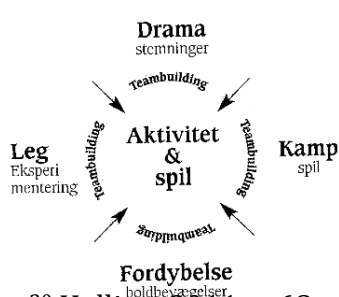 Drama
stemninger
Teambuilding
Aktivitet
&
spil
Teambuilding
Teambuilding
Leg
Eksperi
mentering
Kamp
spil
Teambuilding
Fordybelse
boldbevægelser